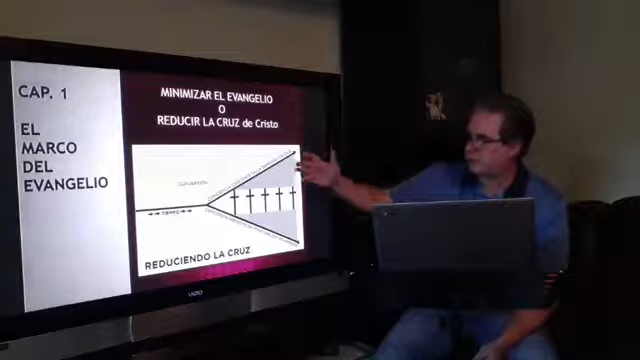 CAP. 1
EL
MARCO
DEL
EVANGELIO
MINIMIZAR EL EVANGELIO
O
REDUCIR LA CRUZ de Cristo
CONVERSIÓN
TIEMPO
REDUCIENDO LA CRUZ
VIZIO